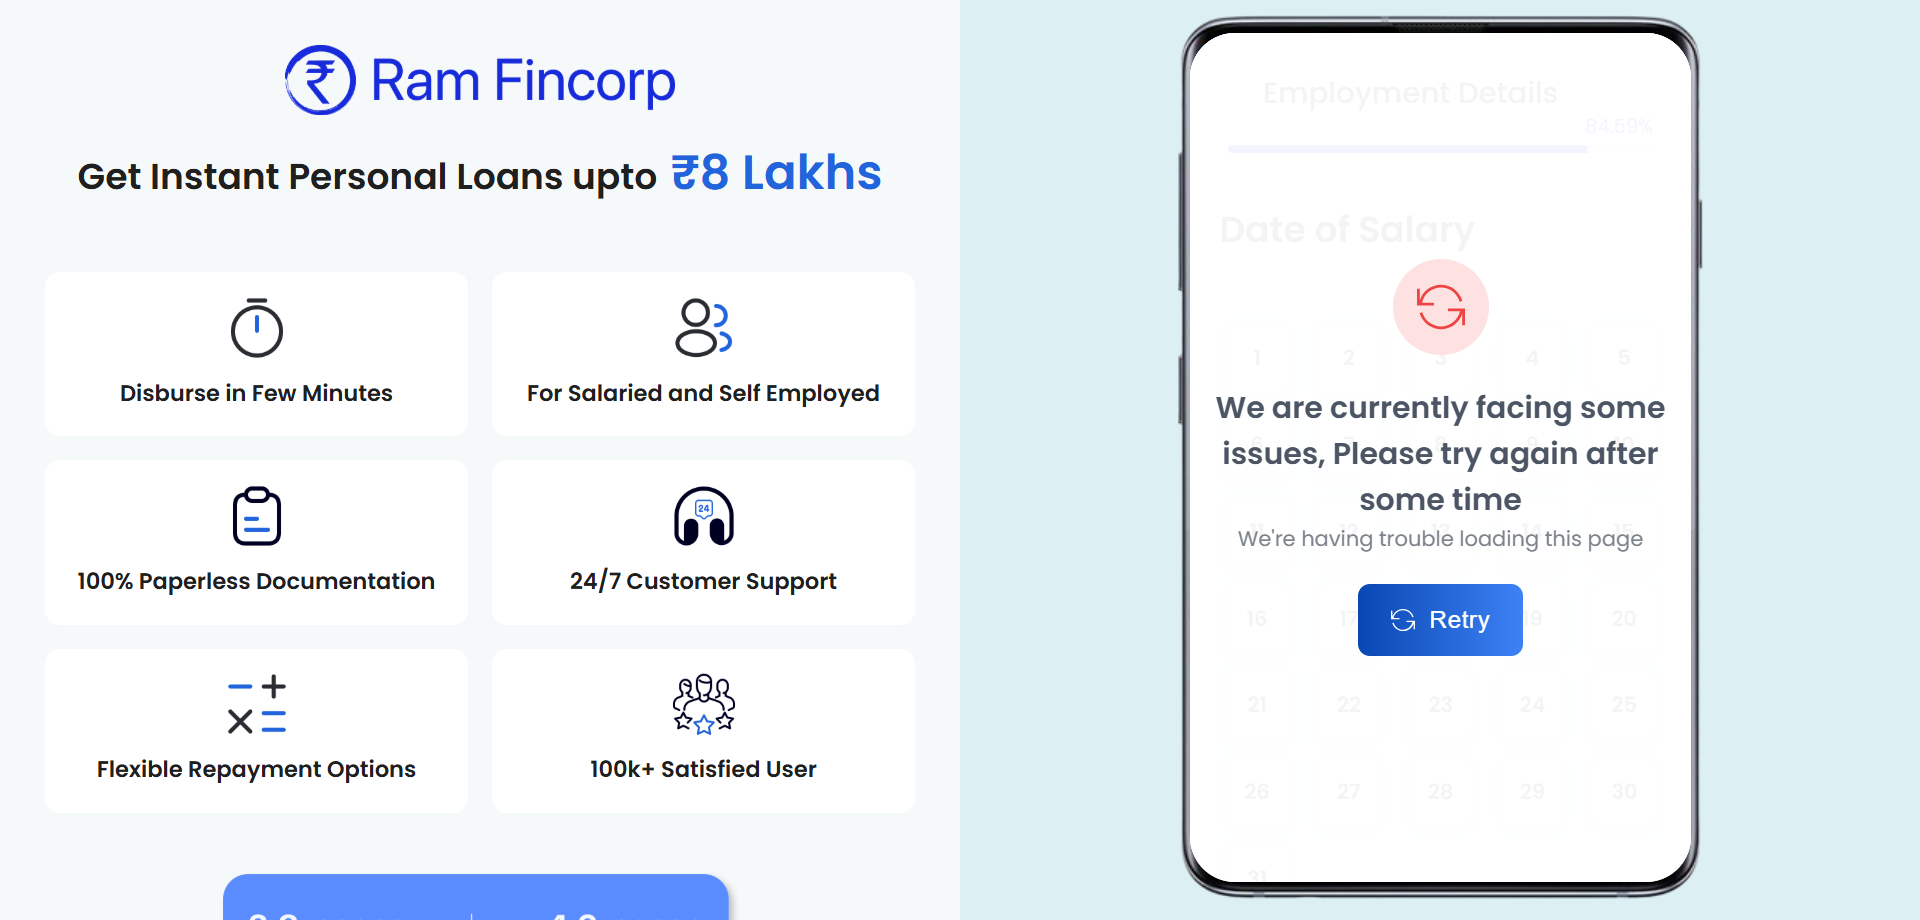 Ram Fincorp
Get Instant Personal Loans upto ₹8 Lakhs
Disburse in Few Minutes
For Salaried and Self Employed
100% Paperless Documentation
24
24/7 Customer Support
Flexible Repayment Options
100k+ Satisfied User
Employment Details
84.59%
Date of Salary
1 2 3 4 5
We are currently facing some
issues, Please try again after
some time
We're having trouble loading this page
16 17 19 20
Retry
21 22 23 24 25
26 27 28 29 30
31